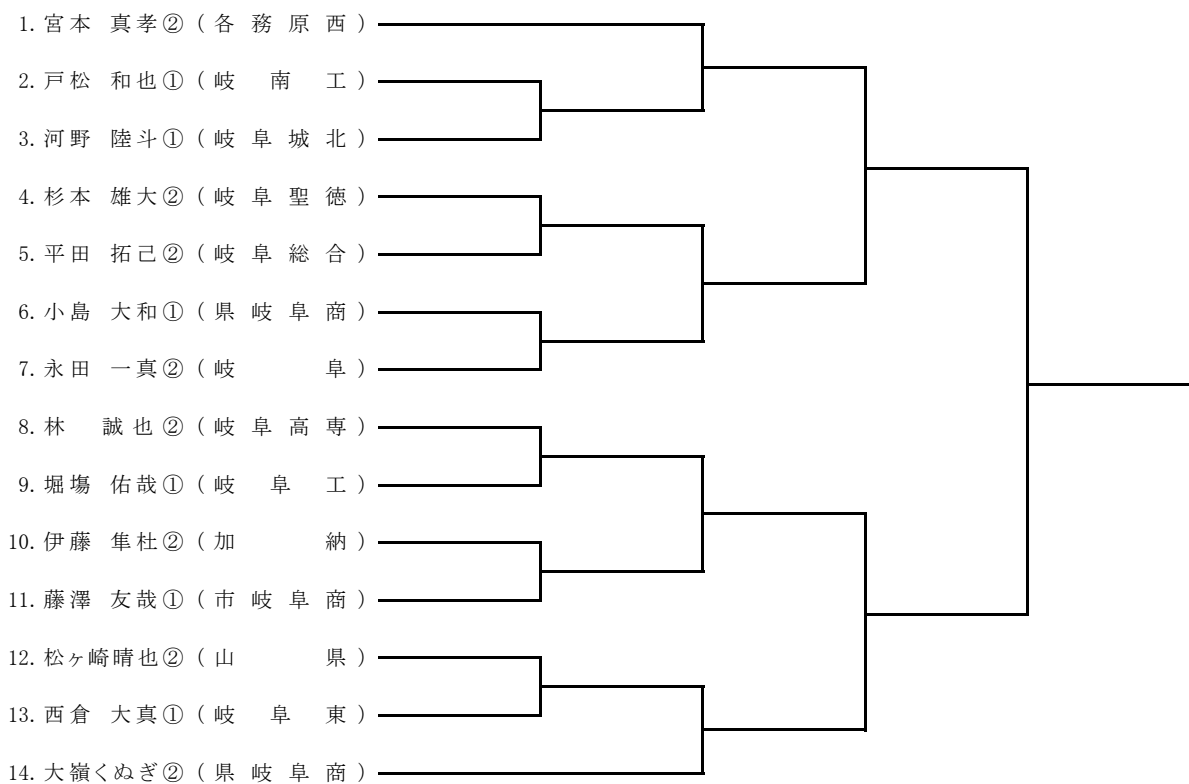 1. 宮本 真孝② ( 各務原西 )
2. 戸松 和也① ( 岐南工 )
3. 河野 陸斗① ( 岐阜城北 )
4. 杉本 雄大② ( 岐阜聖徳 )
5. 平田 拓己② ( 岐阜総合 )
6. 小島 大和① ( 県岐阜商 )
7. 永田 一真② ( 岐阜 )
8. 林 誠也② ( 岐阜高専 )
9. 堀塲 佑哉① ( 岐阜工 )
10. 伊藤 隼杜② ( 加納 )
11. 藤澤 友哉① ( 市岐阜商 )
12. 松ヶ崎晴也② ( 山県 )
13. 西倉 大真① ( 岐阜東 )
14. 大嶺くぬぎ② ( 県岐阜商 )